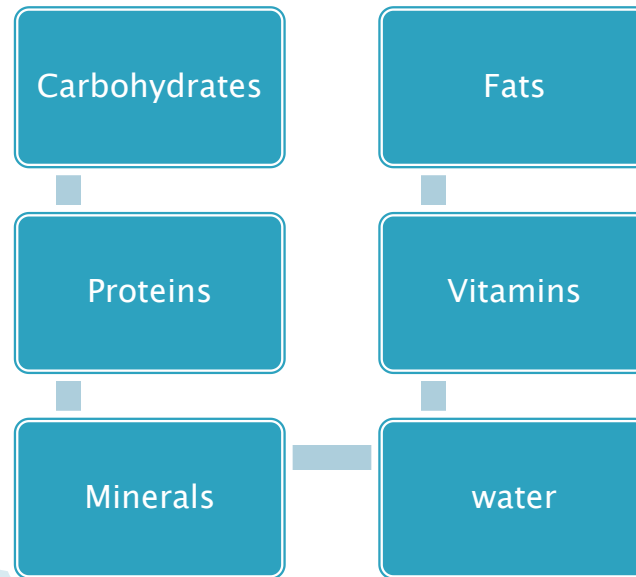 Carbohydrates
Fats
Proteins
Vitamins
Minerals
water